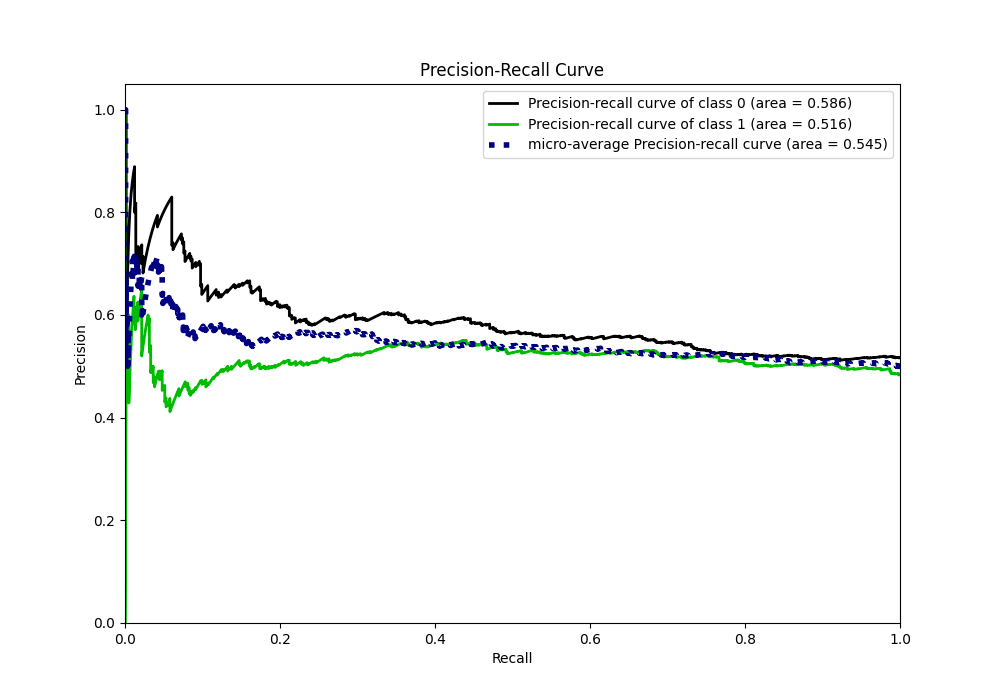 Precision-Recall Curve
Precision-recall curve of class 0 (area = 0.586)
Precision-recall curve of class 1 (area = 0.516)
micro-average Precision-recall curve (area = 0.545)
1.0
0.8
0.6
0.4
0.2
0.0
Precision
0.0 0.2 0.4 0.6 0.8 1.0
Recall